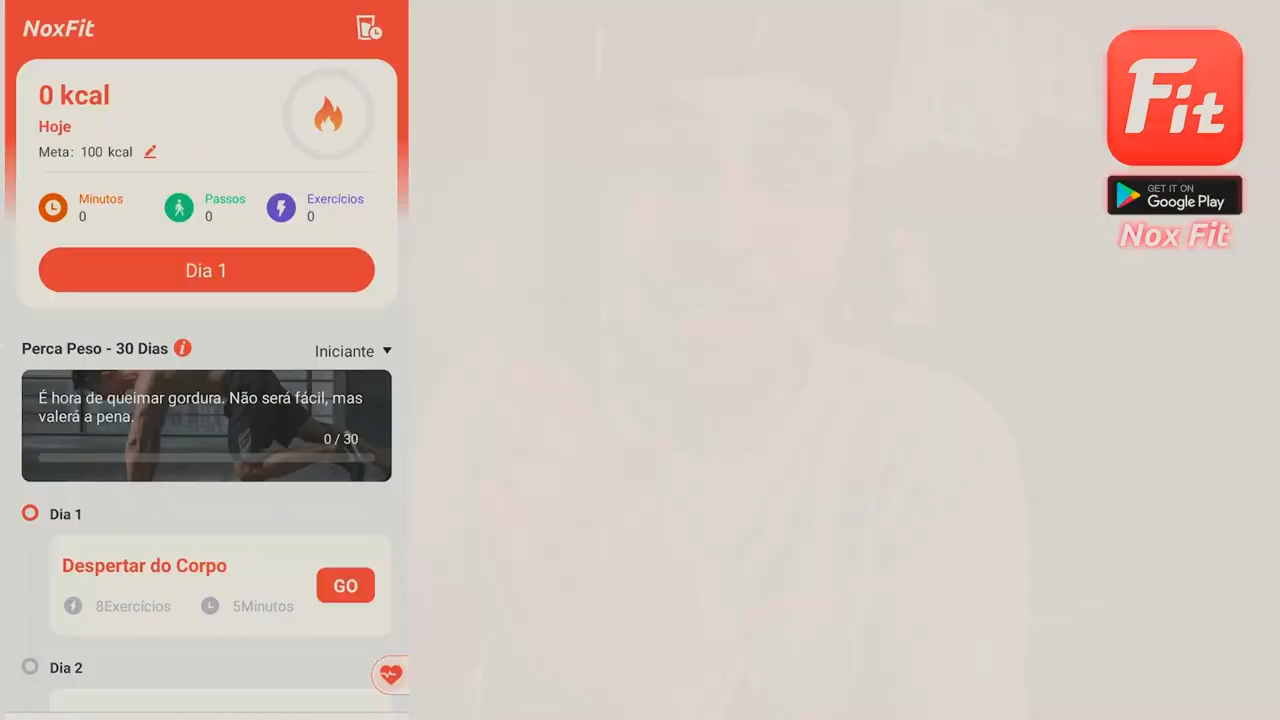 NoxFit
0 kcal
Hoje
Meta: 100 kcal
Minutos
0
Passos
0
Exercícios
0
Dia 1
Perca Peso - 30 Dias
Iniciante
É hora de queimar gordura. Não será fácil, mas
valerá a pena.
0 / 30
Dia 1
Despertar do Corpo
GO
8Exercícios
5Minutos
Dia 2
Fit
GET IT ON
Google Play
Nox Fit